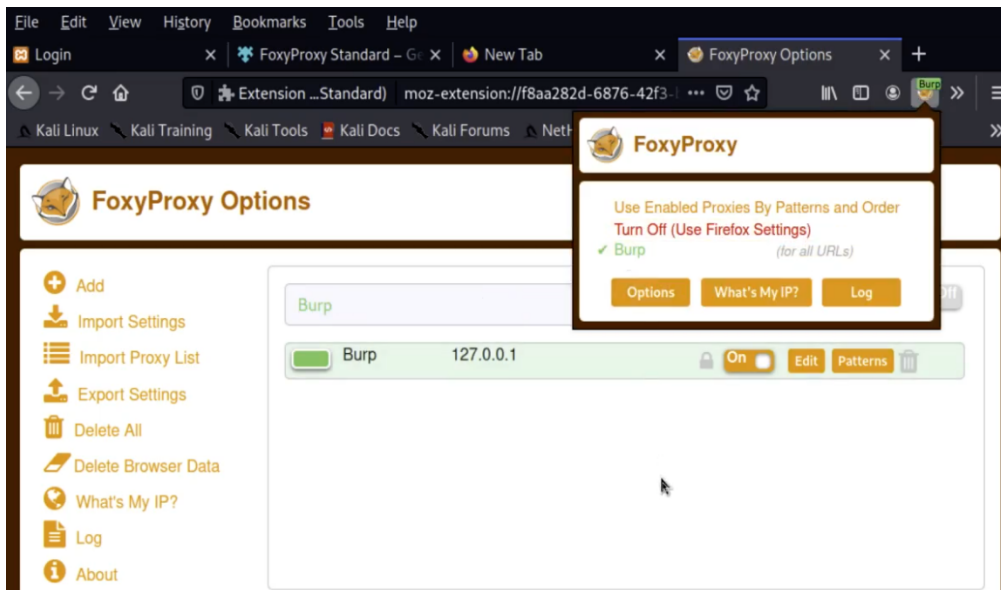 File Edit View History Bookmarks Tools Help
Login FoxyProxy Standard – Ge New Tab FoxyProxy Options
Extension ...Standard) moz-extension://f8aa282d-6876-42f3- Burp
Kali Linux Kali Training Kali Tools Kali Docs Kali Forums NetH
FoxyProxy
FoxyProxy Options
Use Enabled Proxies By Patterns and Order
Turn Off (Use Firefox Settings)
✓ Burp (for all URLs)
Options What's My IP? Log
Add
Import Settings
Import Proxy List
Export Settings
Delete All
Delete Browser Data
What's My IP?
Log
About
Burp Off
Burp 127.0.0.1 On Edit Patterns